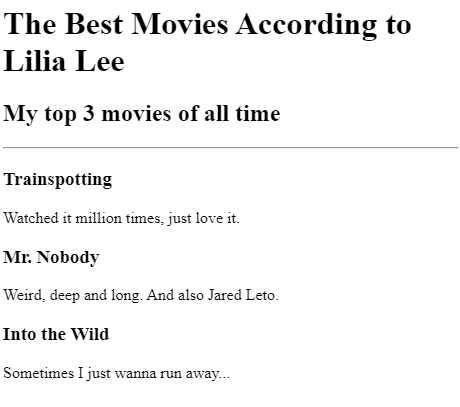 The Best Movies According to
Lilia Lee
My top 3 movies of all time
Trainspotting
Watched it million times, just love it.
Mr. Nobody
Weird, deep and long. And also Jared Leto.
Into the Wild
Sometimes I just wanna run away...